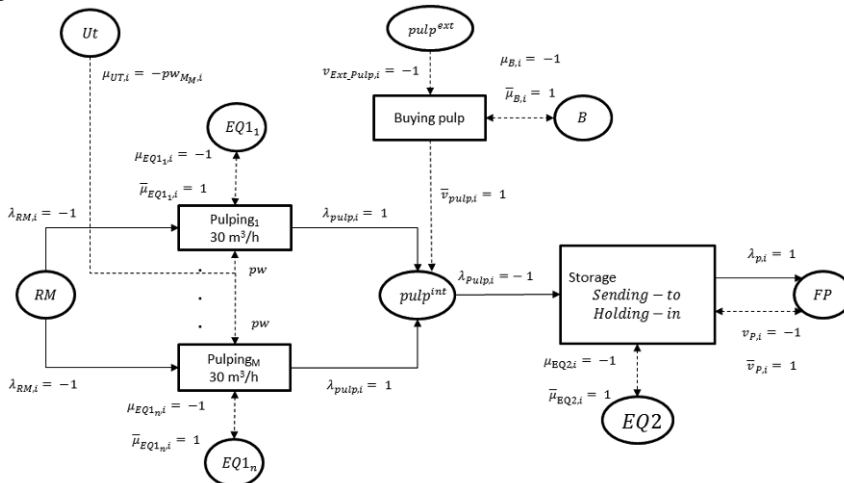 Ut
pulp^ext
μ_UT,i = −pw_M_M,i
v_Ext_Pulp,i = −1
μ_B,i = −1
μ̅_B,i = 1
B
Buying pulp
EQ1_1
μ_EQ1_1,i = −1
μ̅_EQ1_1,i = 1
v̅_pulp,i = 1
λ_RM,i = −1
Pulping_1
30 m³/h
λ_pulp,i = 1
pw
RM
.
.
.
pw
pulp^int
λ_Pulp,i = −1
Storage
Sending − to
Holding − in
λ_p,i = 1
FP
v_P,i = −1
v̅_P,i = 1
Pulping_M
30 m³/h
λ_RM,i = −1
λ_pulp,i = 1
μ_EQ1_n,i = −1
μ̅_EQ1_n,i = 1
EQ1_n
μ_EQ2,i = −1
μ̅_EQ2,i = 1
EQ2